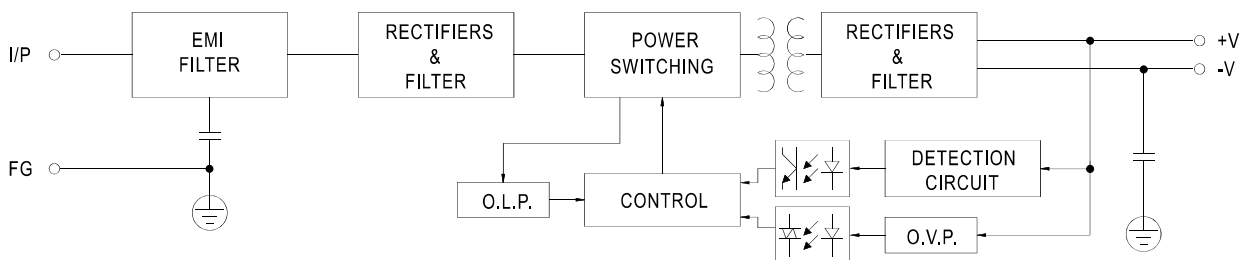 I/P
EMI
FILTER
RECTIFIERS
&
FILTER
POWER
SWITCHING
RECTIFIERS
&
FILTER
+V
-V
FG
O.L.P.
CONTROL
DETECTION
CIRCUIT
O.V.P.